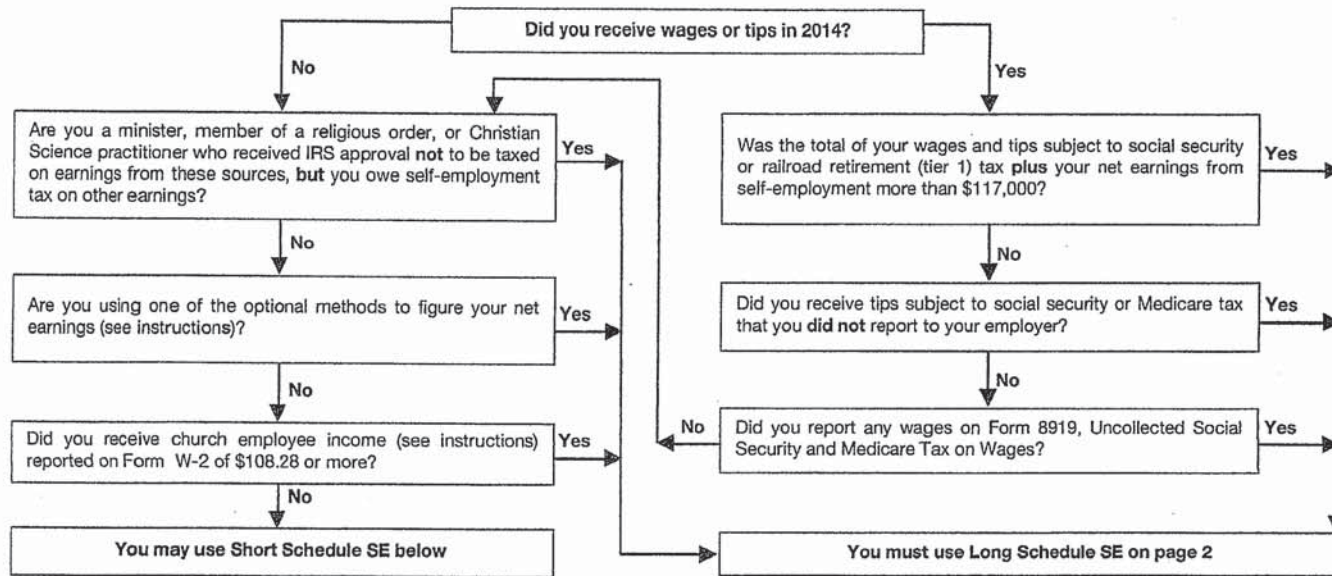 Did you receive wages or tips in 2014?
No
Yes
Are you a minister, member of a religious order, or Christian
Science practitioner who received IRS approval not to be taxed
on earnings from these sources, but you owe self-employment
tax on other earnings?
Yes
Was the total of your wages and tips subject to social security
or railroad retirement (tier 1) tax plus your net earnings from
self-employment more than $117,000?
Yes
No
No
Are you using one of the optional methods to figure your net
earnings (see instructions)?
Yes
Did you receive tips subject to social security or Medicare tax
that you did not report to your employer?
Yes
No
No
Did you receive church employee income (see instructions)
reported on Form W-2 of $108.28 or more?
Yes
No
Did you report any wages on Form 8919, Uncollected Social
Security and Medicare Tax on Wages?
Yes
No
You may use Short Schedule SE below
You must use Long Schedule SE on page 2